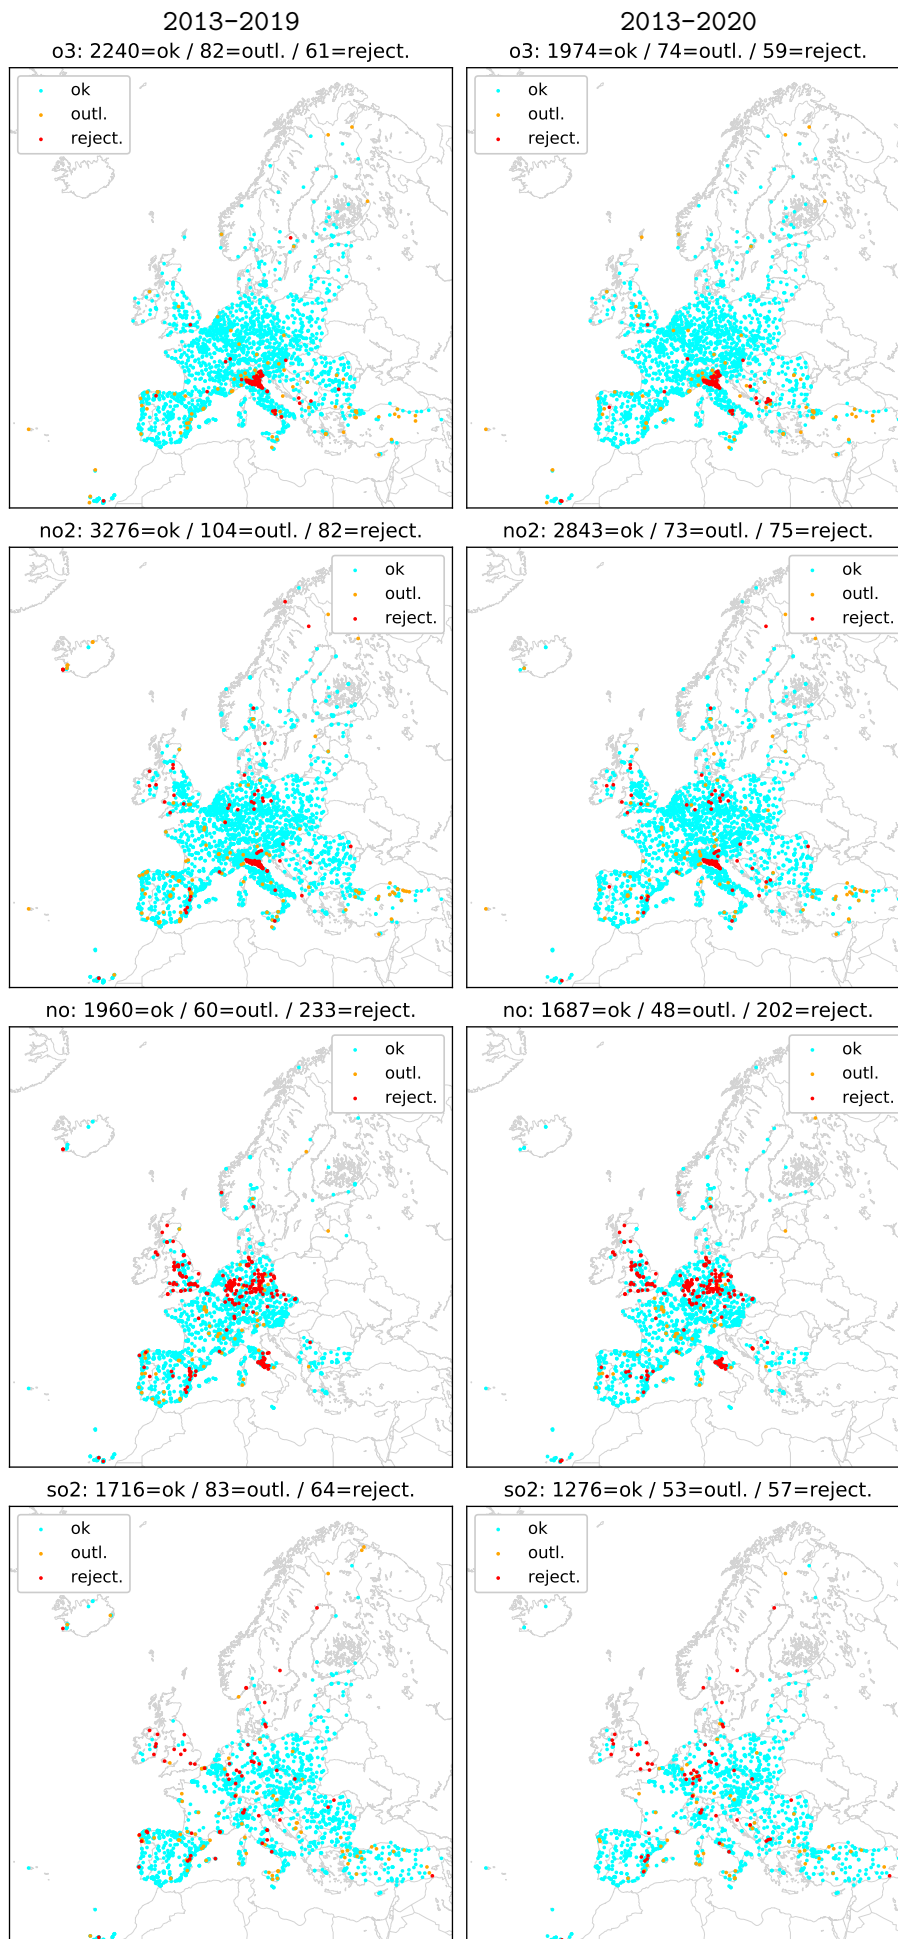 2013−2019
2013−2020
o3: 2240=ok / 82=outl. / 61=reject.
o3: 1974=ok / 74=outl. / 59=reject.
ok
outl.
reject.
ok
outl.
reject.
no2: 3276=ok / 104=outl. / 82=reject.
no2: 2843=ok / 73=outl. / 75=reject.
ok
outl.
reject.
ok
outl.
reject.
no: 1960=ok / 60=outl. / 233=reject.
no: 1687=ok / 48=outl. / 202=reject.
ok
outl.
reject.
ok
outl.
reject.
so2: 1716=ok / 83=outl. / 64=reject.
so2: 1276=ok / 53=outl. / 57=reject.
ok
outl.
reject.
ok
outl.
reject.